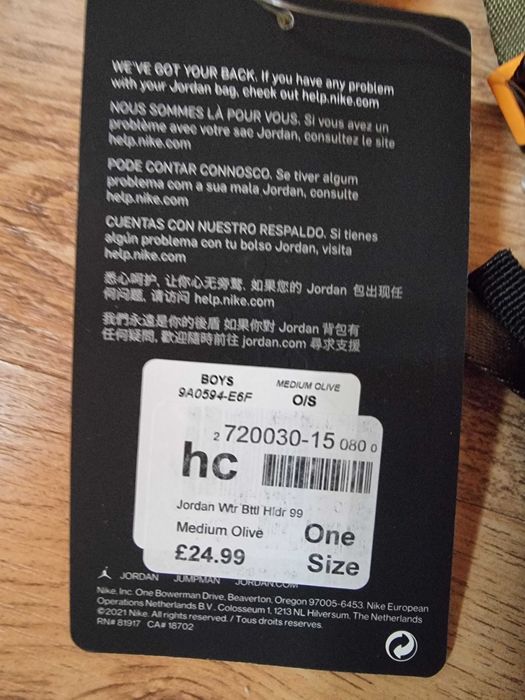 WE'VE GOT YOUR BACK. If you have any problem
with your Jordan bag, check out help.nike.com
NOUS SOMMES LÀ POUR VOUS. Si vous avez un
problème avec votre sac Jordan, consultez le site
help.nike.com
PODE CONTAR CONNOSCO. Se tiver algum
problema com a sua mala Jordan, consulte
help.nike.com
CUENTAS CON NUESTRO RESPALDO. Si tienes
algún problema con tu bolso Jordan, visita
help.nike.com
悉心呵护, 让你心无旁骛. 如果您的 Jordan 包出现任
何问题, 请访问 help.nike.com
我們永遠是你的後盾 如果你對 Jordan 背包有
任何疑問, 歡迎隨時前往 jordan.com 尋求支援
BOYS MEDIUM OLIVE
9A0594-E6F O/S
2 720030-15 080 0
hc
Jordan Wtr Bttl Hldr 99
Medium Olive One
£24.99 Size
JORDAN JUMPMAN JORDAN.COM
Nike, Inc. One Bowerman Drive, Beaverton, Oregon 97005-6453. Nike European
Operations Netherlands B.V., Colosseum 1, 1213 NL Hilversum, The Netherlands
©2021 Nike. All rights reserved. / Tous droits reserves.
RN# 81917 CA# 18702